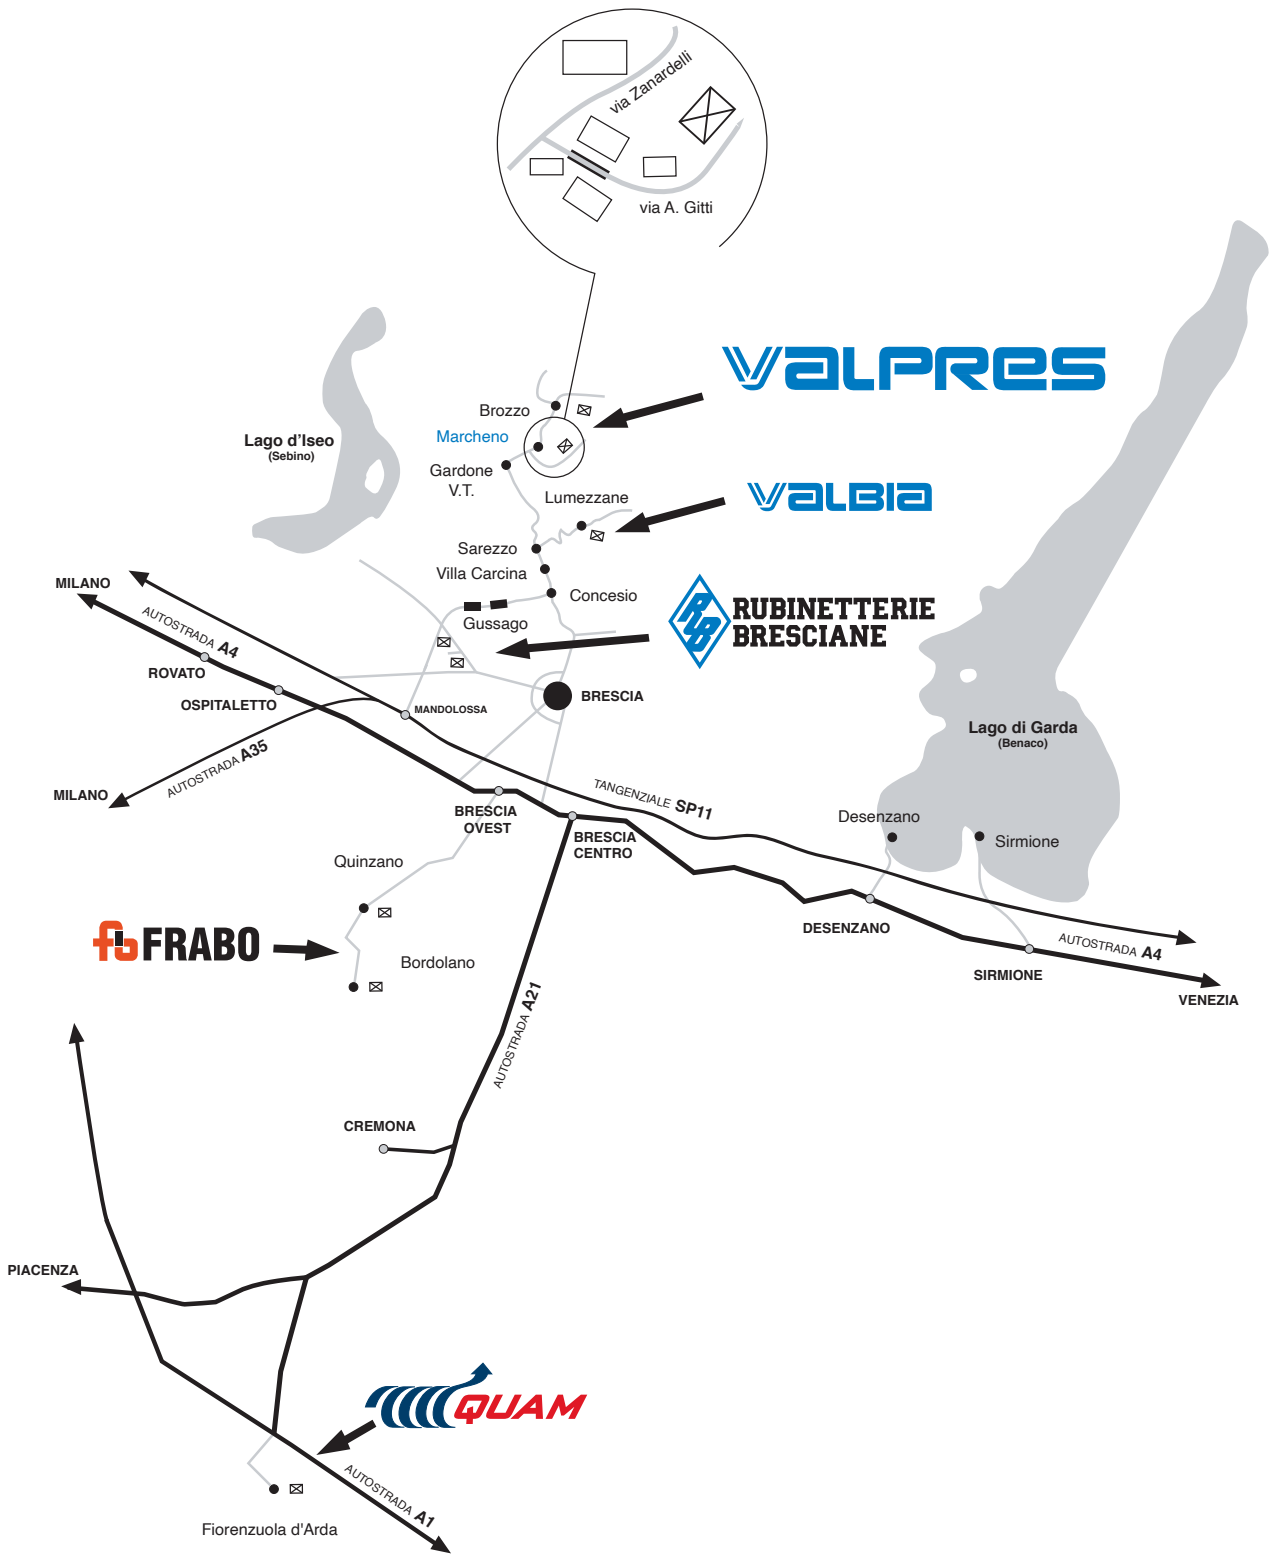 via Zanardelli
via A. Gitti
VALPRES
Brozzo
Marcheno
Lago d'Iseo
(Sebino)
Gardone
V.T.
Lumezzane
VALBIA
Sarezzo
Villa Carcina
MILANO
Concesio
RB
RUBINETTERIE
BRESCIANE
AUTOSTRADA A4
Gussago
ROVATO
OSPITALETTO
BRESCIA
MANDOLOSSA
Lago di Garda
(Benaco)
AUTOSTRADA A35
MILANO
TANGENZIALE SP11
BRESCIA
OVEST
Desenzano
BRESCIA
CENTRO
Sirmione
Quinzano
DESENZANO
fb FRABO
AUTOSTRADA A4
Bordolano
SIRMIONE
VENEZIA
AUTOSTRADA A21
CREMONA
PIACENZA
QUAM
AUTOSTRADA A1
Fiorenzuola d'Arda